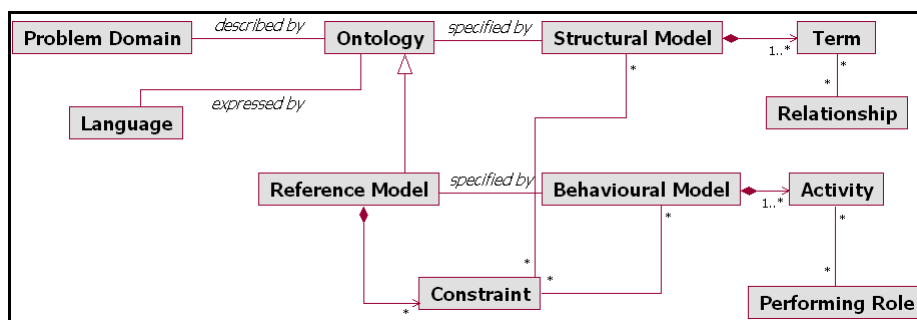 Problem Domain
described by
Ontology
specified by
Structural Model
1..*
Term
*
*
*
expressed by
Language
*
Relationship
Reference Model
specified by
Behavioural Model
1..*
Activity
*
*
*
*
*
Constraint
*
Performing Role